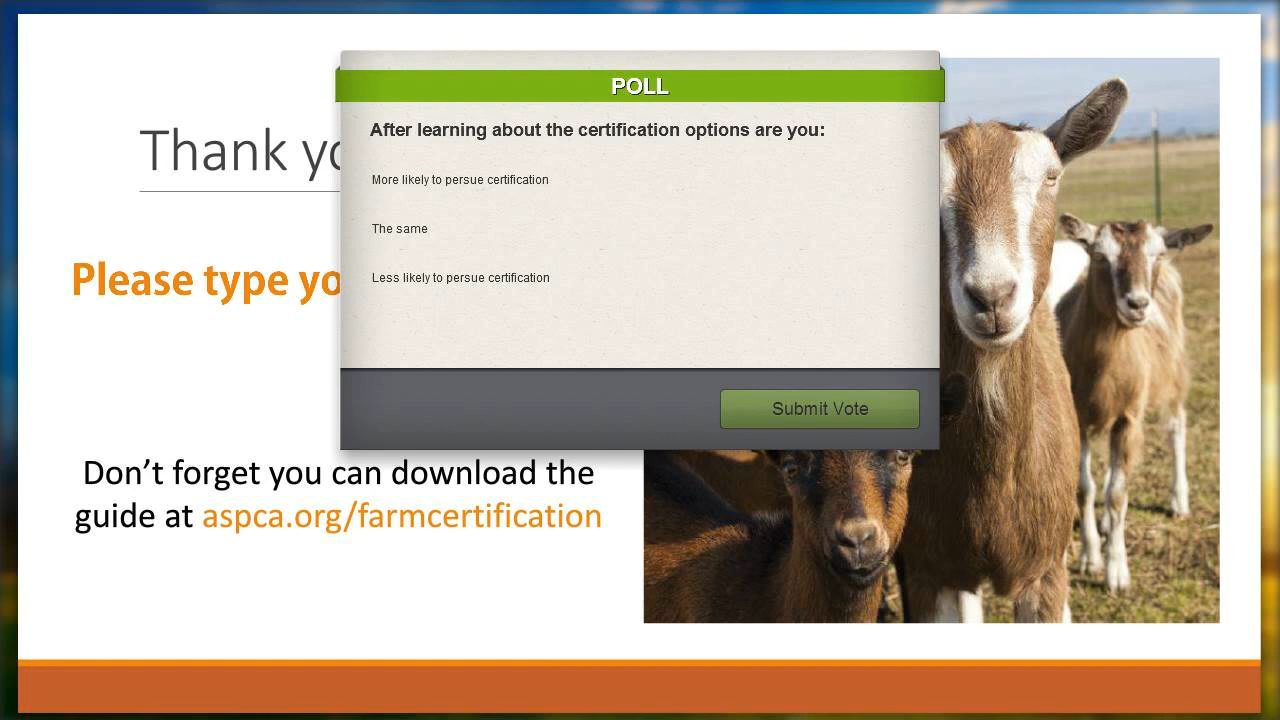 POLL
After learning about the certification options are you:
More likely to persue certification
The same
Less likely to persue certification
Submit Vote
Thank yo
Please type yo
Don't forget you can download the
guide at aspca.org/farmcertification